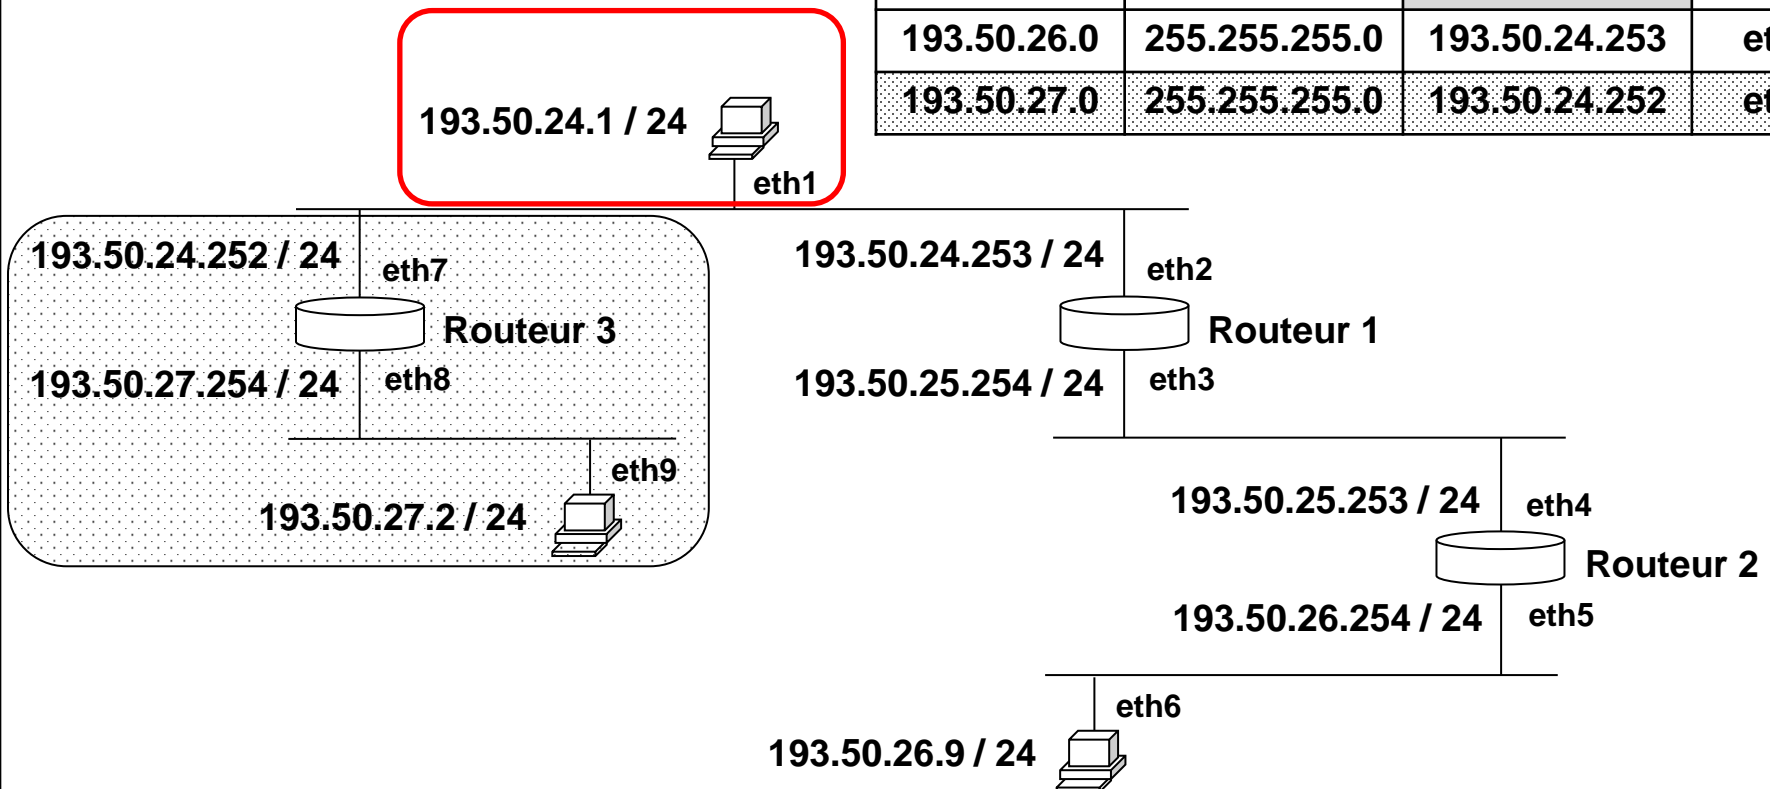 193.50.26.0 255.255.255.0 193.50.24.253
193.50.27.0 255.255.255.0 193.50.24.252
193.50.24.1 / 24
eth1
193.50.24.252 / 24
eth7
Routeur 3
193.50.27.254 / 24
eth8
eth9
193.50.27.2 / 24
193.50.24.253 / 24
eth2
Routeur 1
193.50.25.254 / 24
eth3
193.50.25.253 / 24
eth4
Routeur 2
193.50.26.254 / 24
eth5
eth6
193.50.26.9 / 24